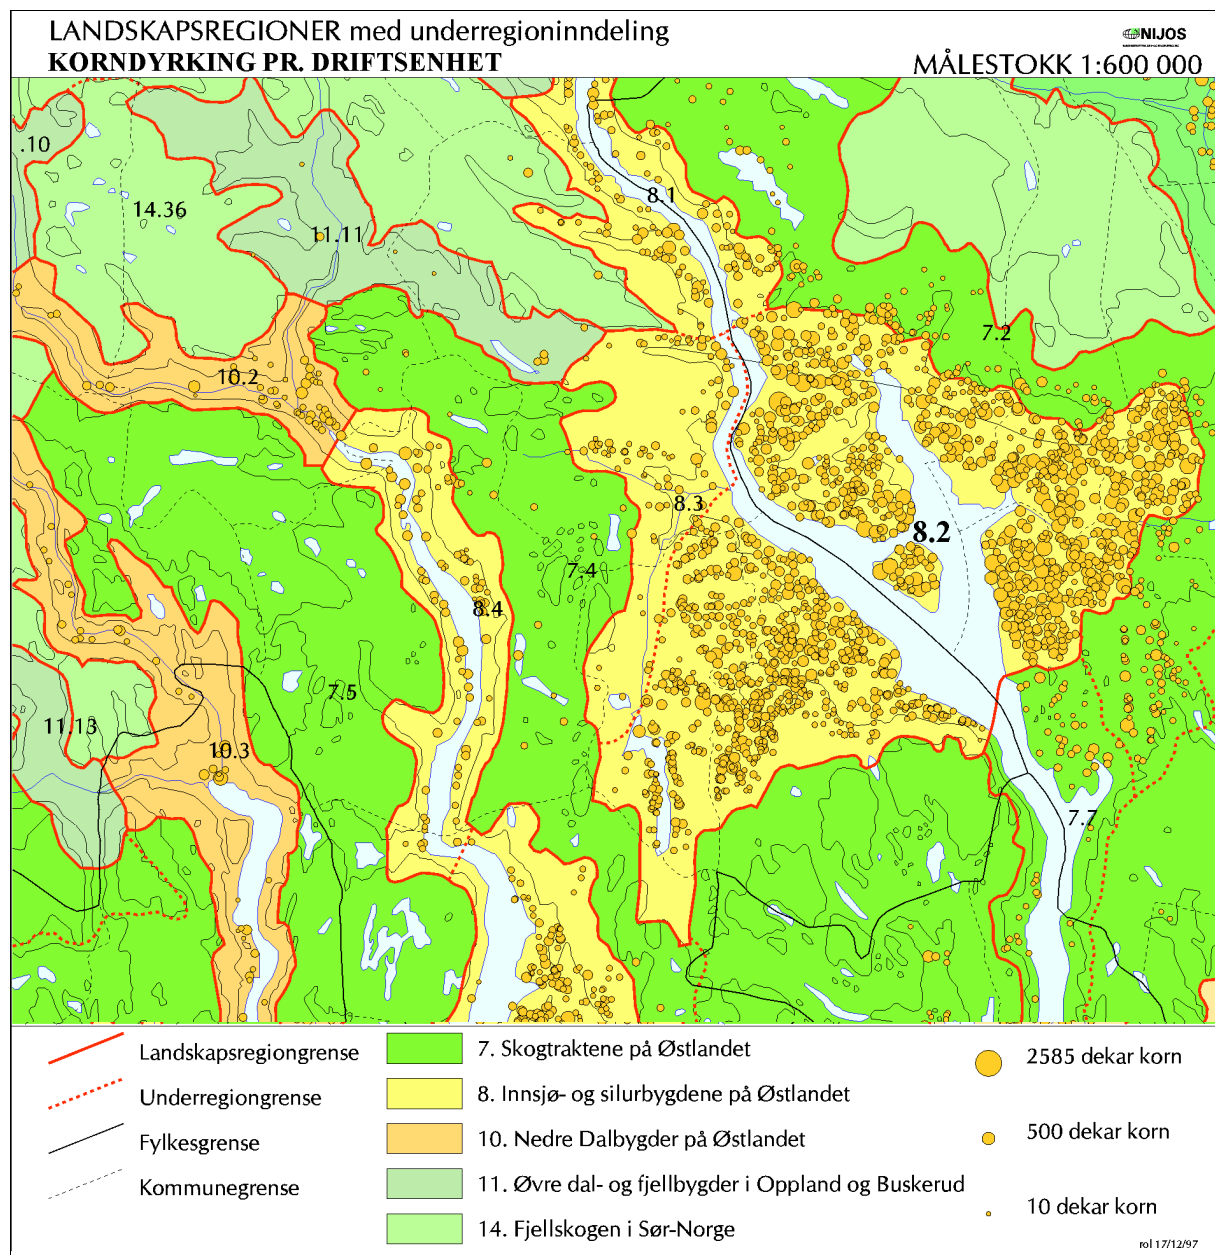 LANDSKAPSREGIONER med underregioninndeling
KORNDYRKING PR. DRIFTSENHET
NIJOS
MÅLESTOKK 1:600 000
.10
14.36
11.11
8.1
7.2
10.2
8.3
8.2
7.4
8.4
7.5
11.13
10.3
7.7
Landskapsregiongrense
Underregiongrense
Fylkesgrense
Kommunegrense
7. Skogtraktene på Østlandet
8. Innsjø- og silurbygdene på Østlandet
10. Nedre Dalbygder på Østlandet
11. Øvre dal- og fjellbygder i Oppland og Buskerud
14. Fjellskogen i Sør-Norge
2585 dekar korn
500 dekar korn
10 dekar korn
rol 17/12/97